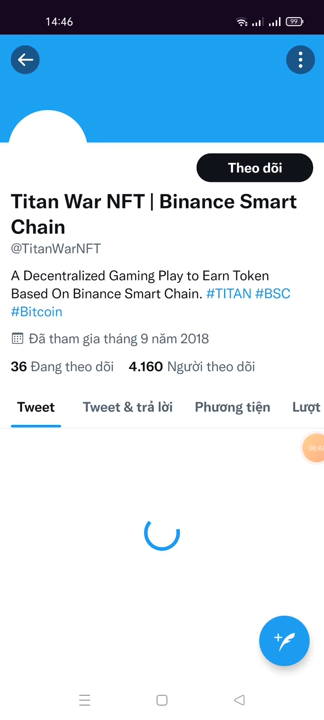 14:46
99
Theo dõi
Titan War NFT | Binance Smart
Chain
@TitanWarNFT
A Decentralized Gaming Play to Earn Token
Based On Binance Smart Chain. #TITAN #BSC
#Bitcoin
Đã tham gia tháng 9 năm 2018
36 Đang theo dõi 4.160 Người theo dõi
Tweet Tweet & trả lời Phương tiện Lượt